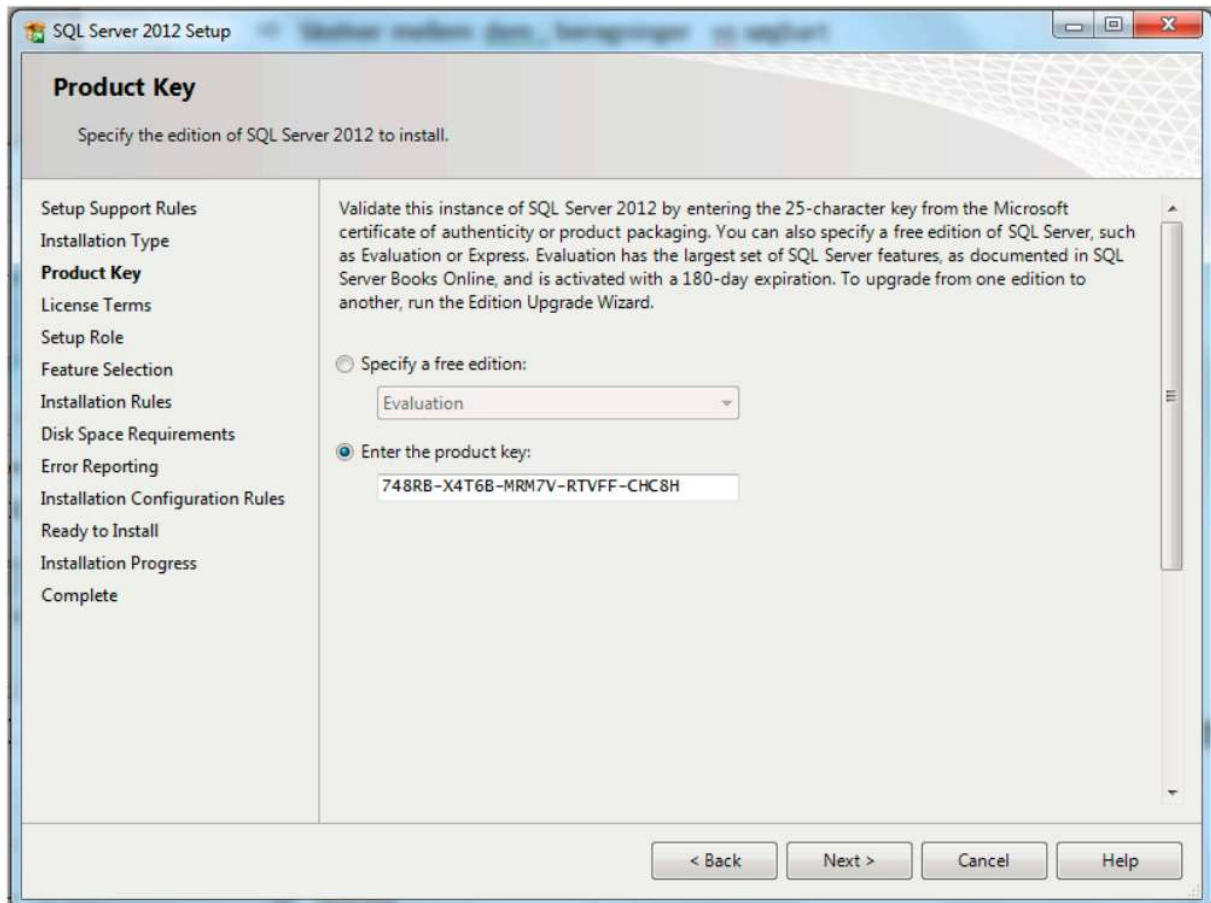 SQL Server 2012 Setup
Product Key
Specify the edition of SQL Server 2012 to install.
Setup Support Rules
Installation Type
Product Key
License Terms
Setup Role
Feature Selection
Installation Rules
Disk Space Requirements
Error Reporting
Installation Configuration Rules
Ready to Install
Installation Progress
Complete
Validate this instance of SQL Server 2012 by entering the 25-character key from the Microsoft
certificate of authenticity or product packaging. You can also specify a free edition of SQL Server, such
as Evaluation or Express. Evaluation has the largest set of SQL Server features, as documented in SQL
Server Books Online, and is activated with a 180-day expiration. To upgrade from one edition to
another, run the Edition Upgrade Wizard.
Specify a free edition:
Evaluation
Enter the product key:
748RB-X4T6B-MRM7V-RTVFF-CHC8H
< Back
Next >
Cancel
Help